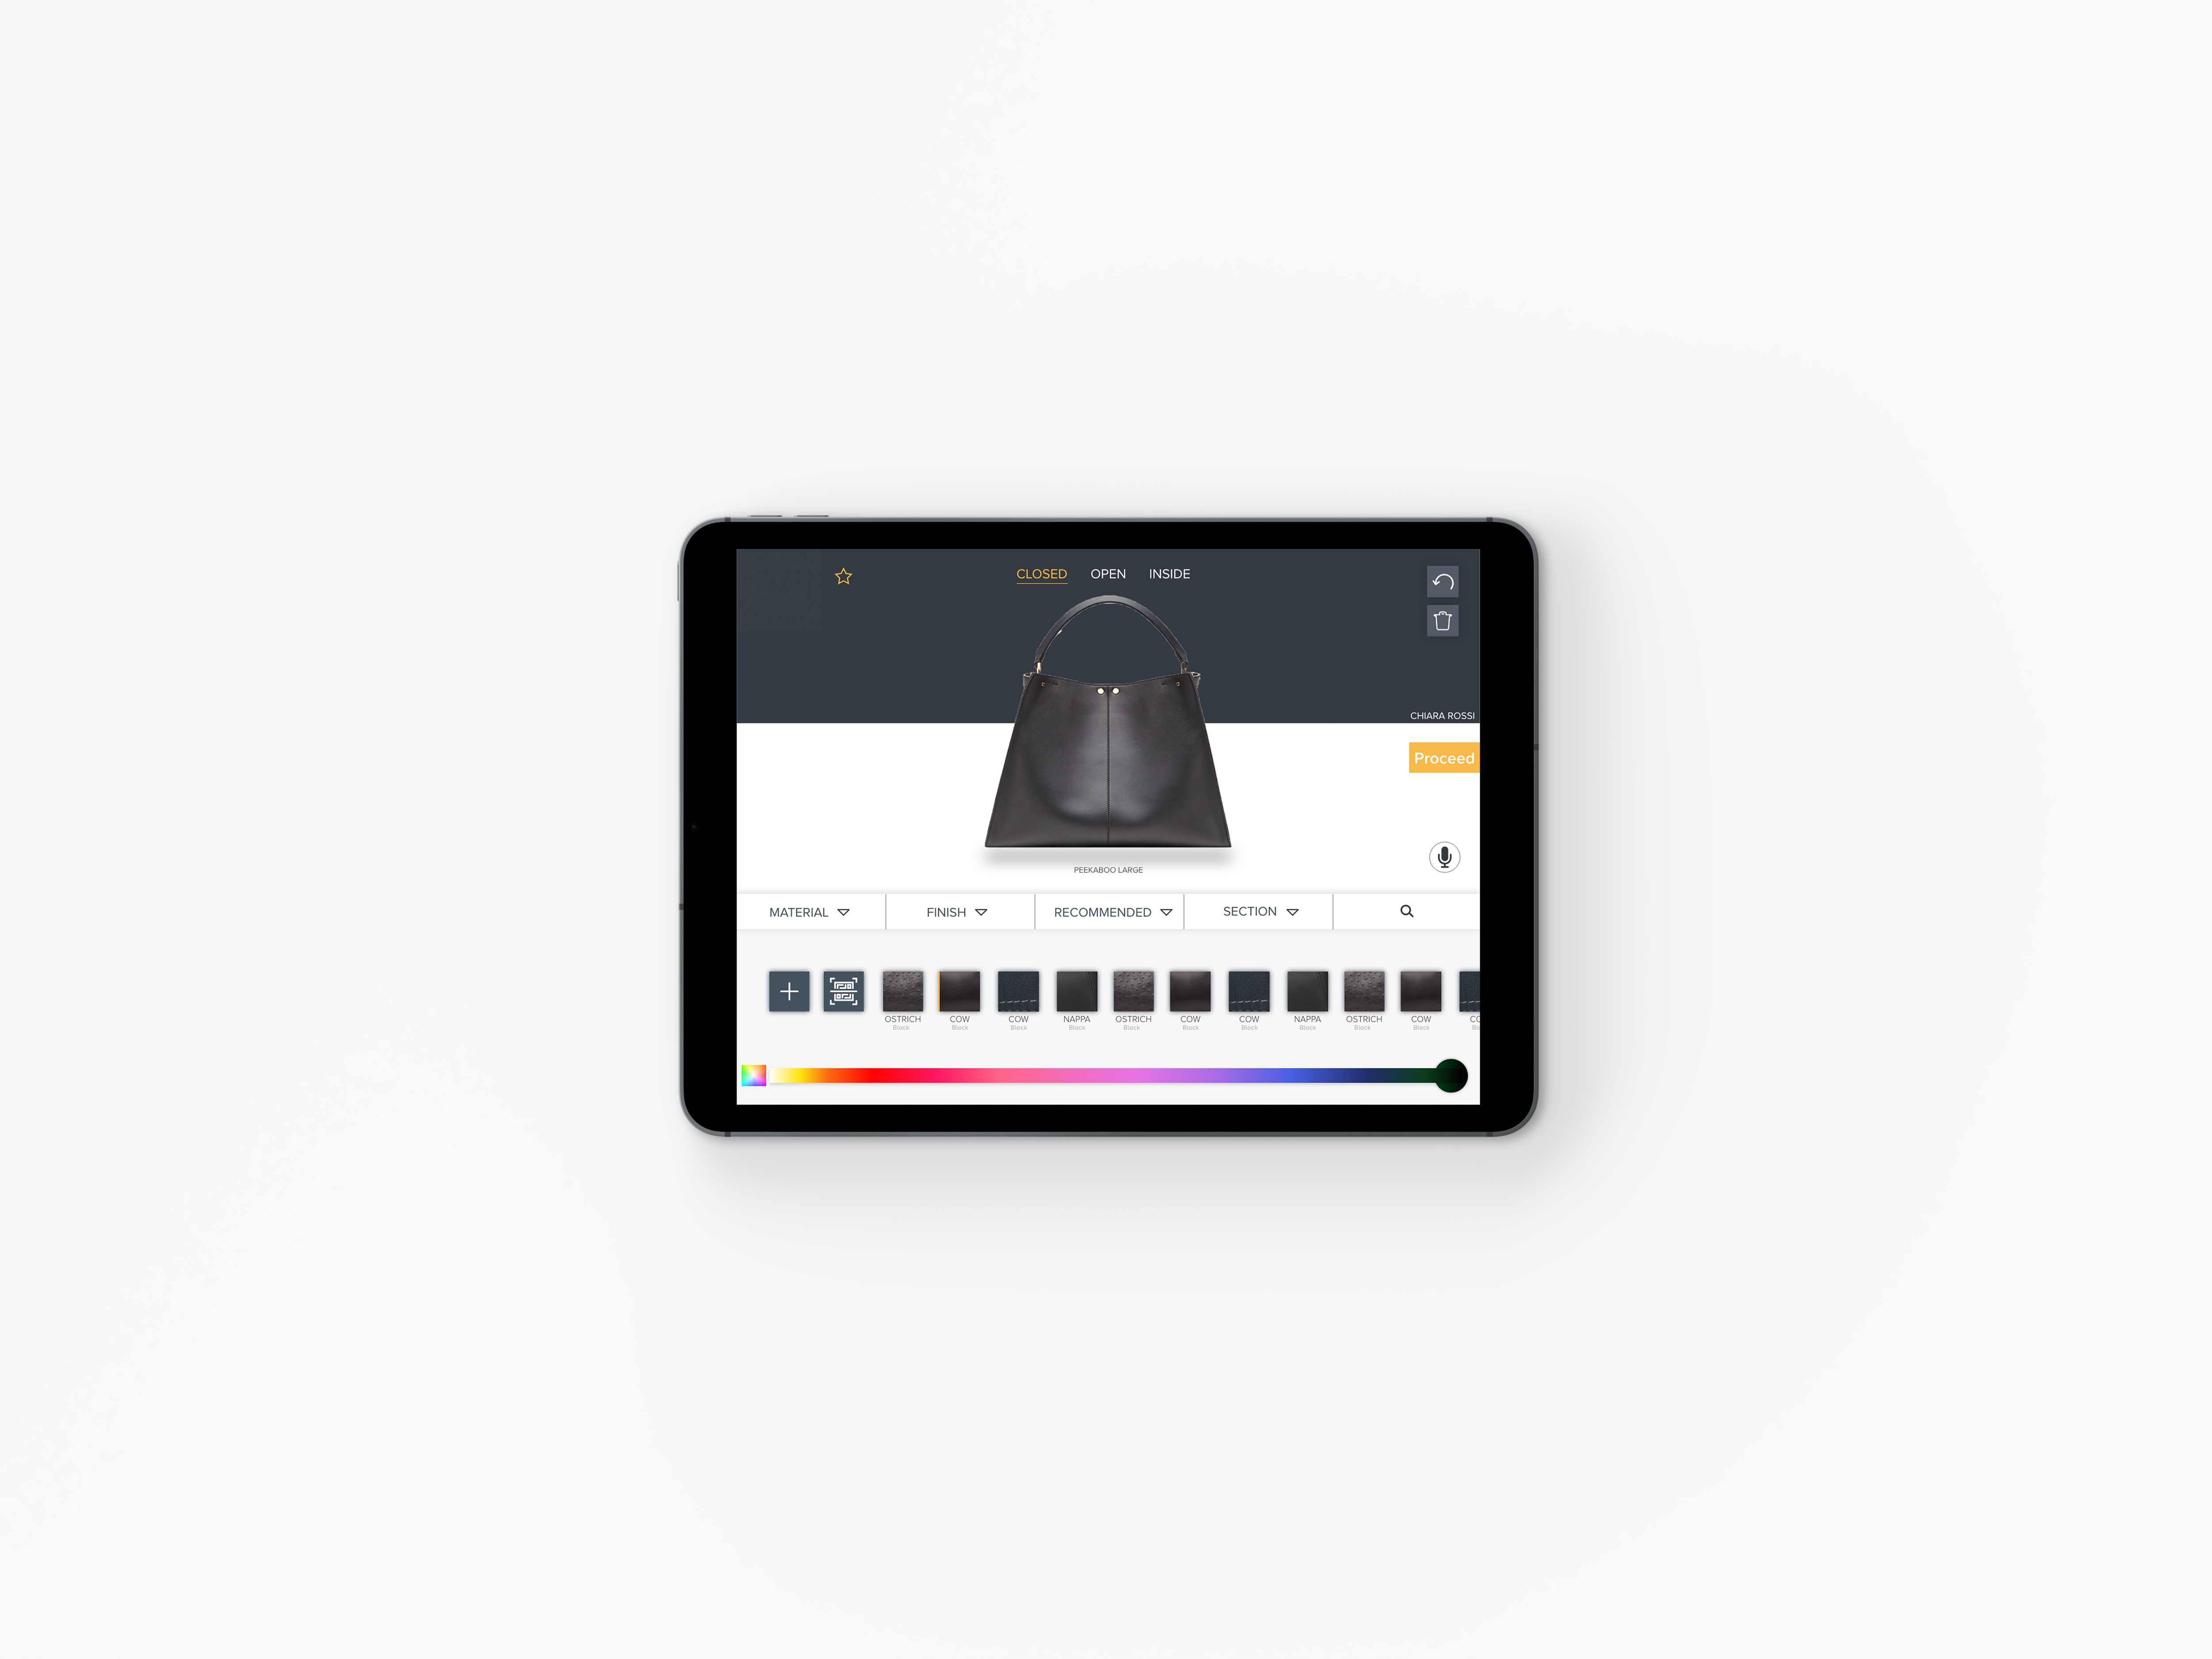 CLOSED OPEN INSIDE
CHIARA ROSSI
Proceed
PEEKABOO LARGE
MATERIAL FINISH RECOMMENDED SECTION
OSTRICH COW COW NAPPA OSTRICH COW COW NAPPA OSTRICH COW
Black Black Black Black Black Black Black Black Black Black